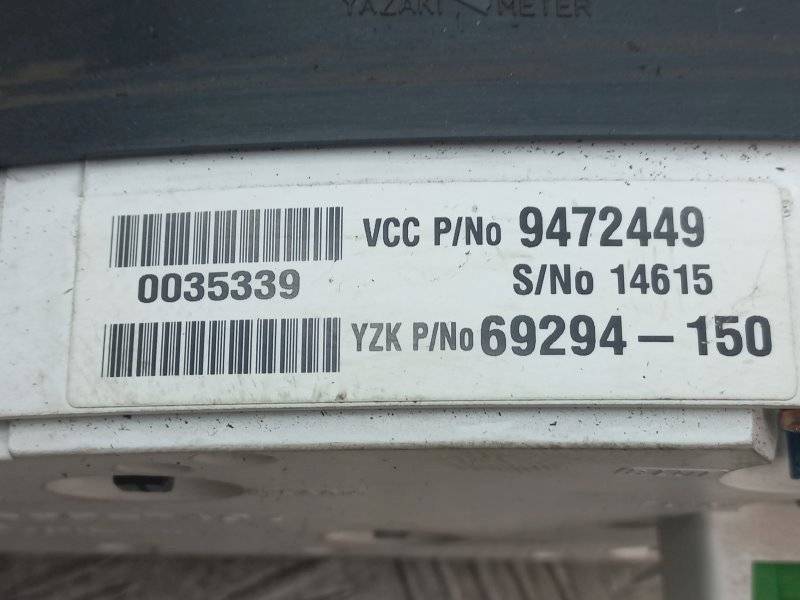 YAZAKI METER
VCC P/No 9472449
0035339
S/No 14615
YZK P/No 69294-150